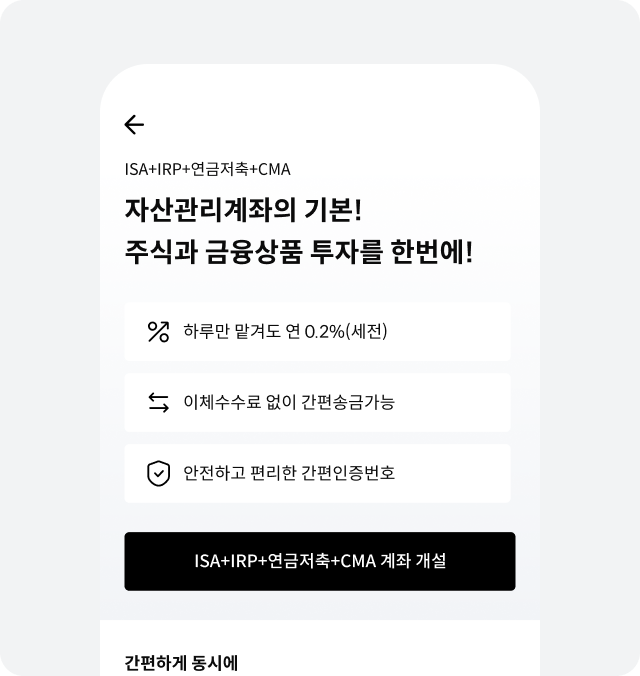 ISA+IRP+연금저축+CMA
자산관리계좌의 기본!
주식과 금융상품 투자를 한번에!
하루만 맡겨도 연 0.2%(세전)
이체수수료 없이 간편송금가능
안전하고 편리한 간편인증번호
ISA+IRP+연금저축+CMA 계좌 개설
간편하게 동시에